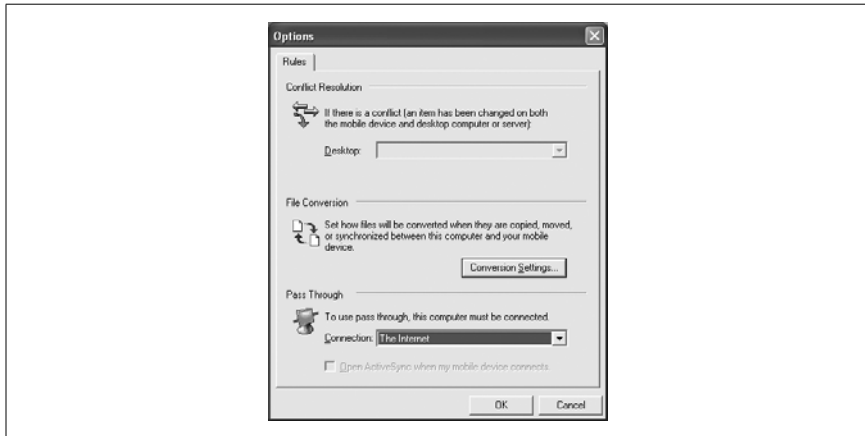 Options
Rules
Conflict Resolution
If there is a conflict (an item has been changed on both
the mobile device and desktop computer or server):
Desktop:
File Conversion
Set how files will be converted when they are copied, moved,
or synchronized between this computer and your mobile
device.
Conversion Settings...
Pass Through
To use pass through, this computer must be connected.
Connection: The Internet
Open ActiveSync when my mobile device connects.
OK Cancel